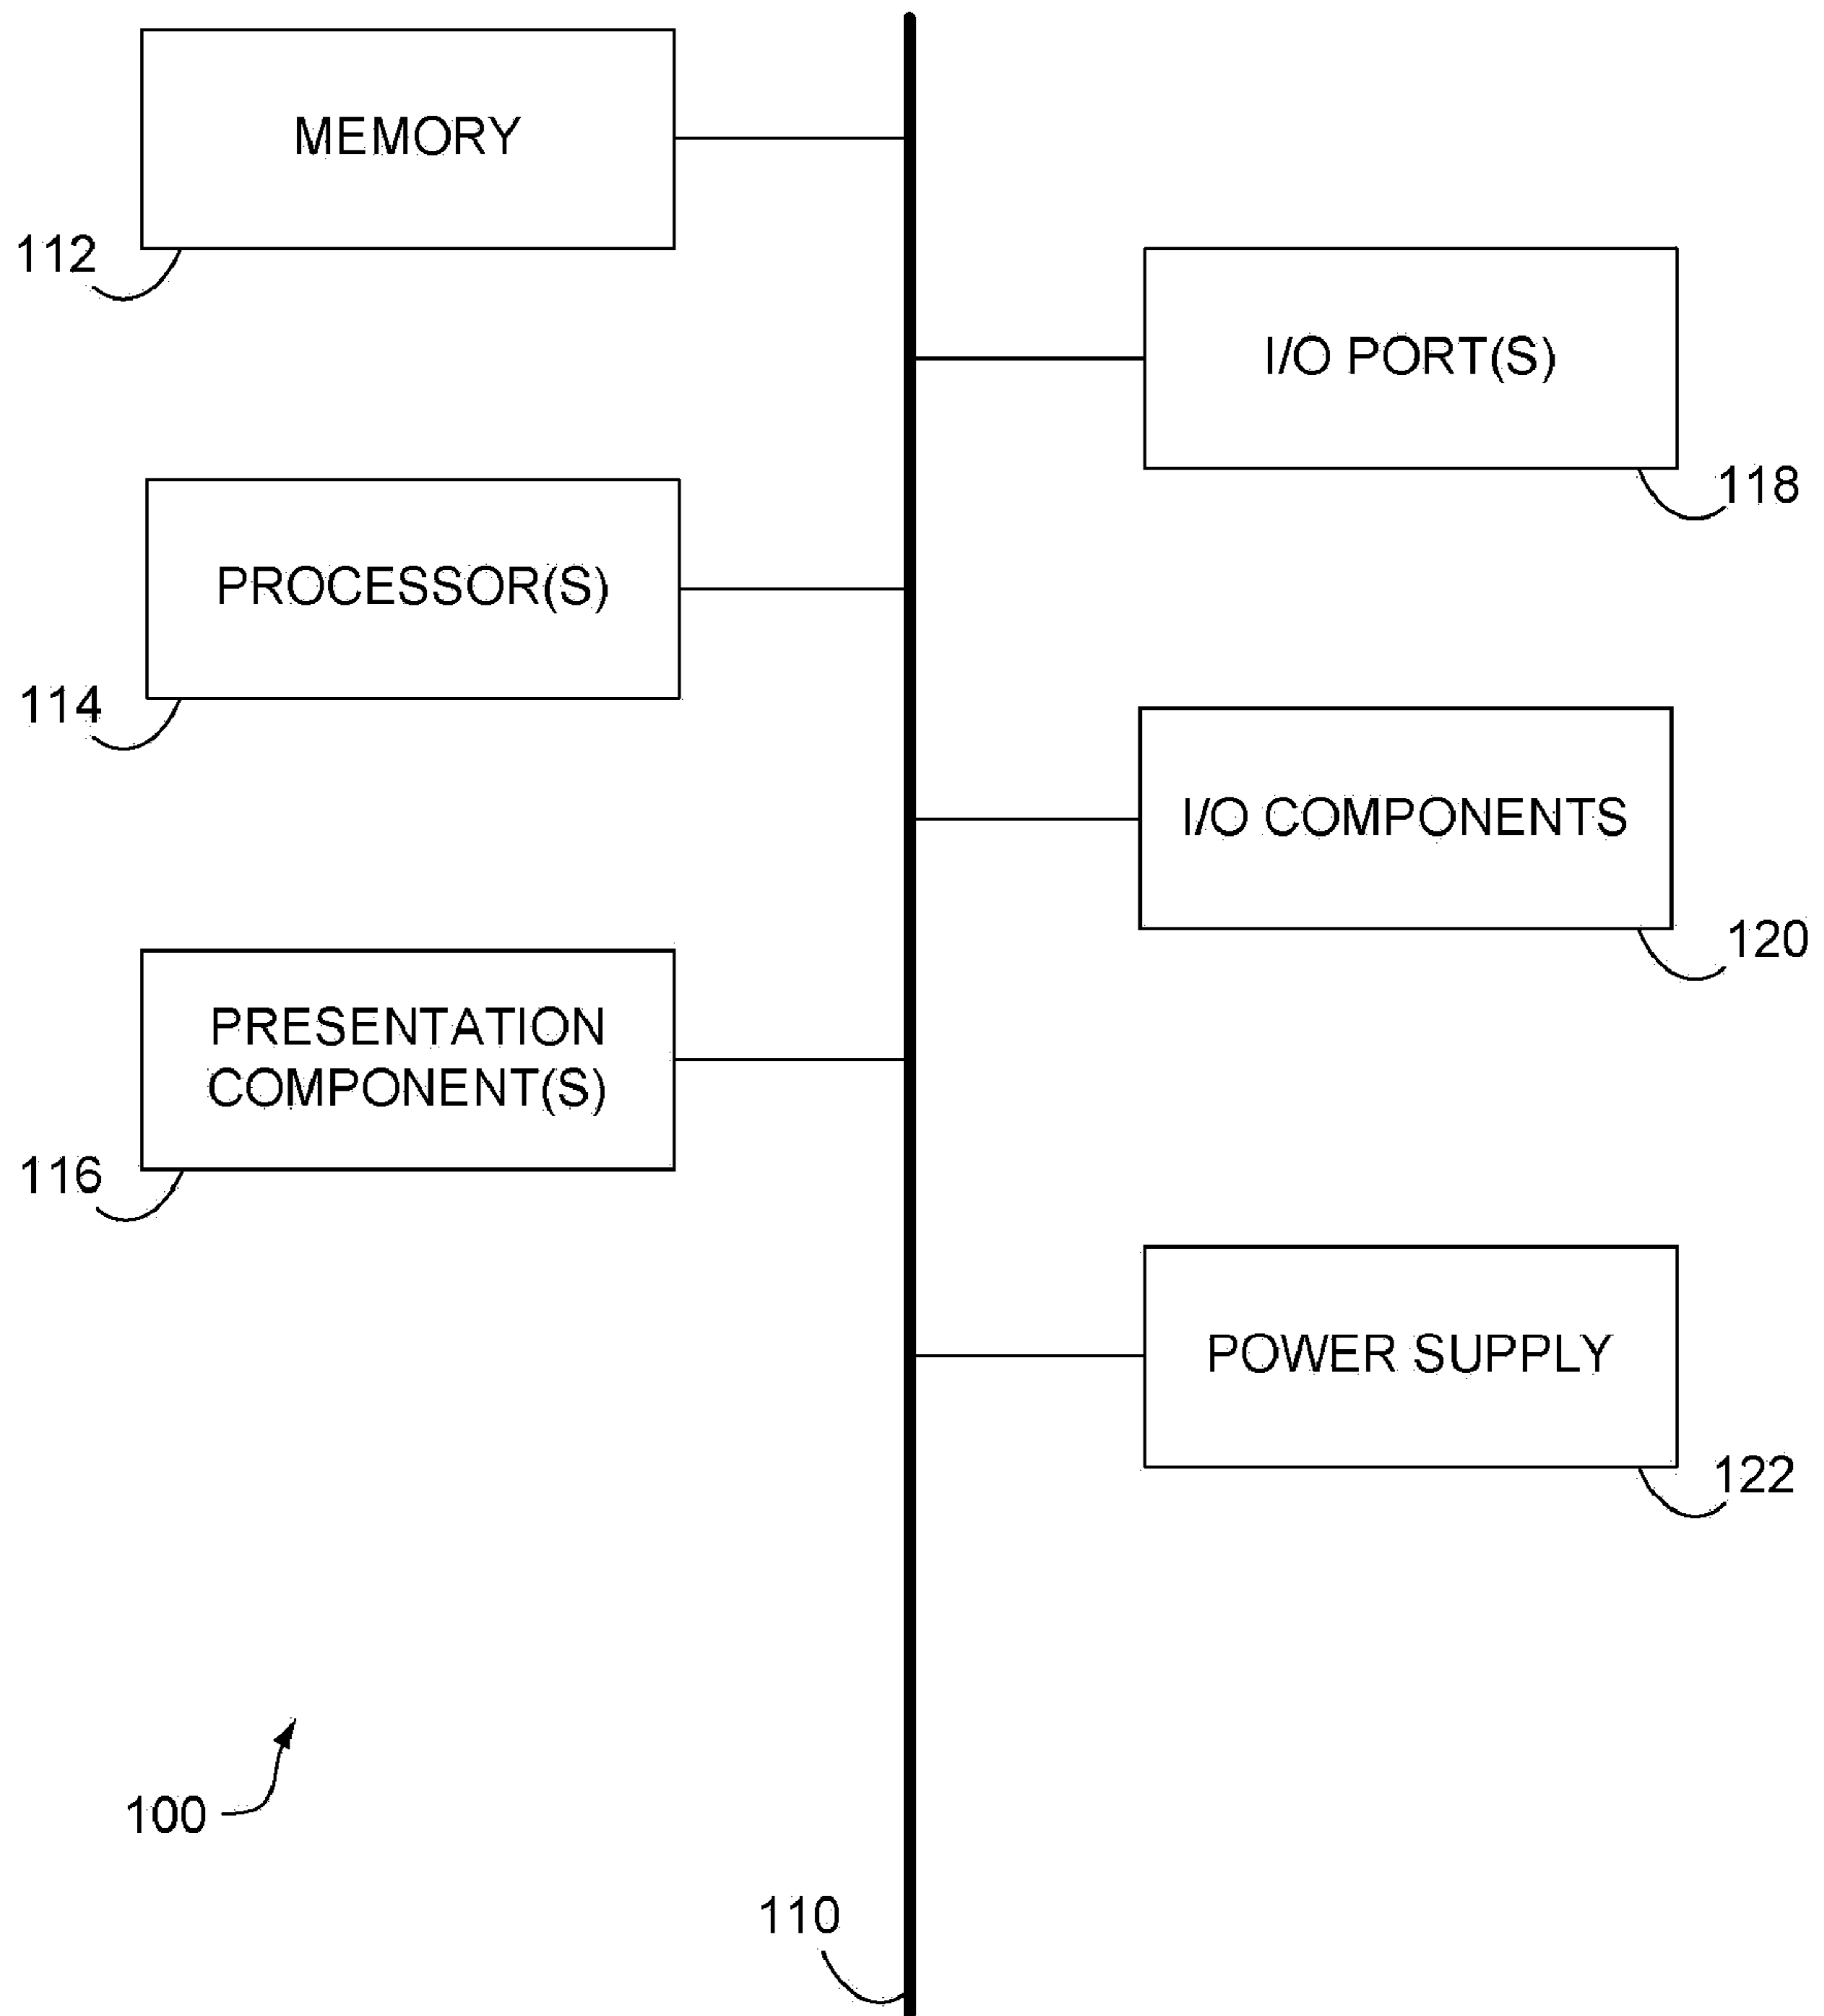 MEMORY
112
I/O PORT(S)
118
PROCESSOR(S)
114
I/O COMPONENTS
120
PRESENTATION
COMPONENT(S)
116
POWER SUPPLY
122
100
110